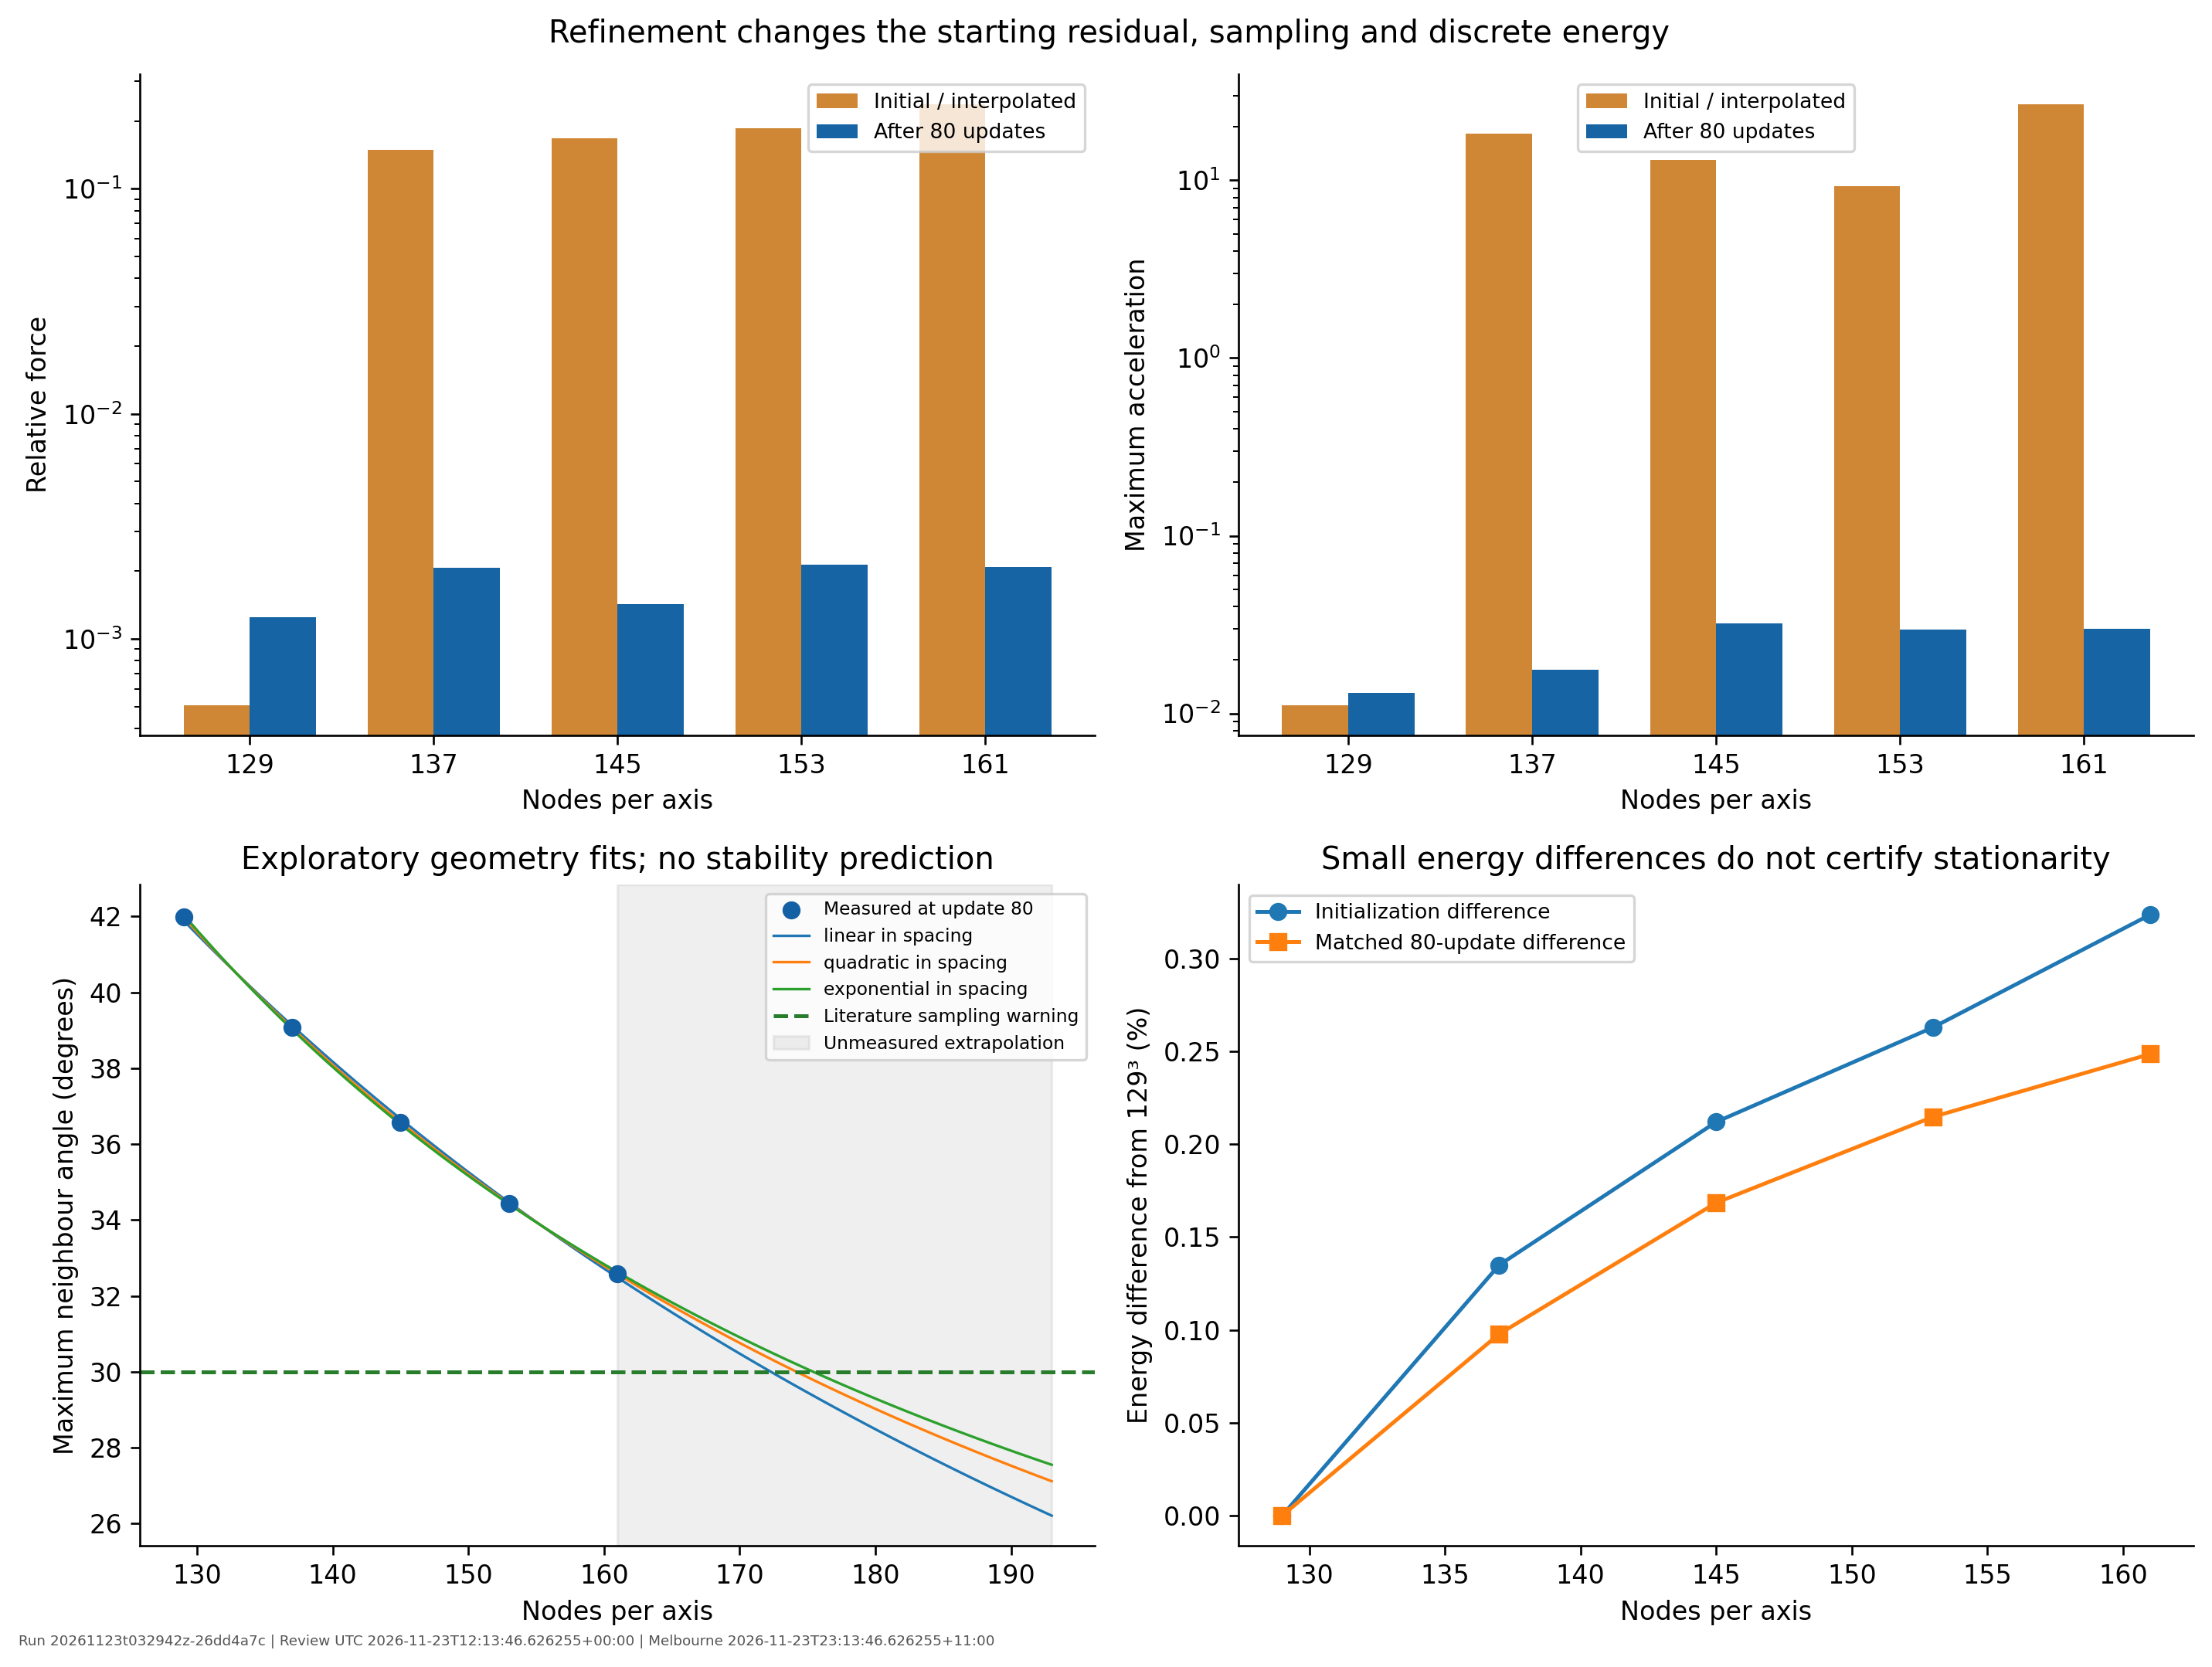 Refinement changes the starting residual, sampling and discrete energy
Relative force
10⁻¹
10⁻²
10⁻³
Initial / interpolated
After 80 updates
129 137 145 153 161
Nodes per axis
Maximum acceleration
10¹
10⁰
10⁻¹
10⁻²
Initial / interpolated
After 80 updates
129 137 145 153 161
Nodes per axis
Exploratory geometry fits; no stability prediction
Maximum neighbour angle (degrees)
42
40
38
36
34
32
30
28
26
Measured at update 80
linear in spacing
quadratic in spacing
exponential in spacing
Literature sampling warning
Unmeasured extrapolation
130 140 150 160 170 180 190
Nodes per axis
Small energy differences do not certify stationarity
Energy difference from 129³ (%)
0.30
0.25
0.20
0.15
0.10
0.05
0.00
Initialization difference
Matched 80-update difference
130 135 140 145 150 155 160
Nodes per axis
Run 20261123t032942z-26dd4a7c | Review UTC 2026-11-23T12:13:46.626255+00:00 | Melbourne 2026-11-23T23:13:46.626255+11:00